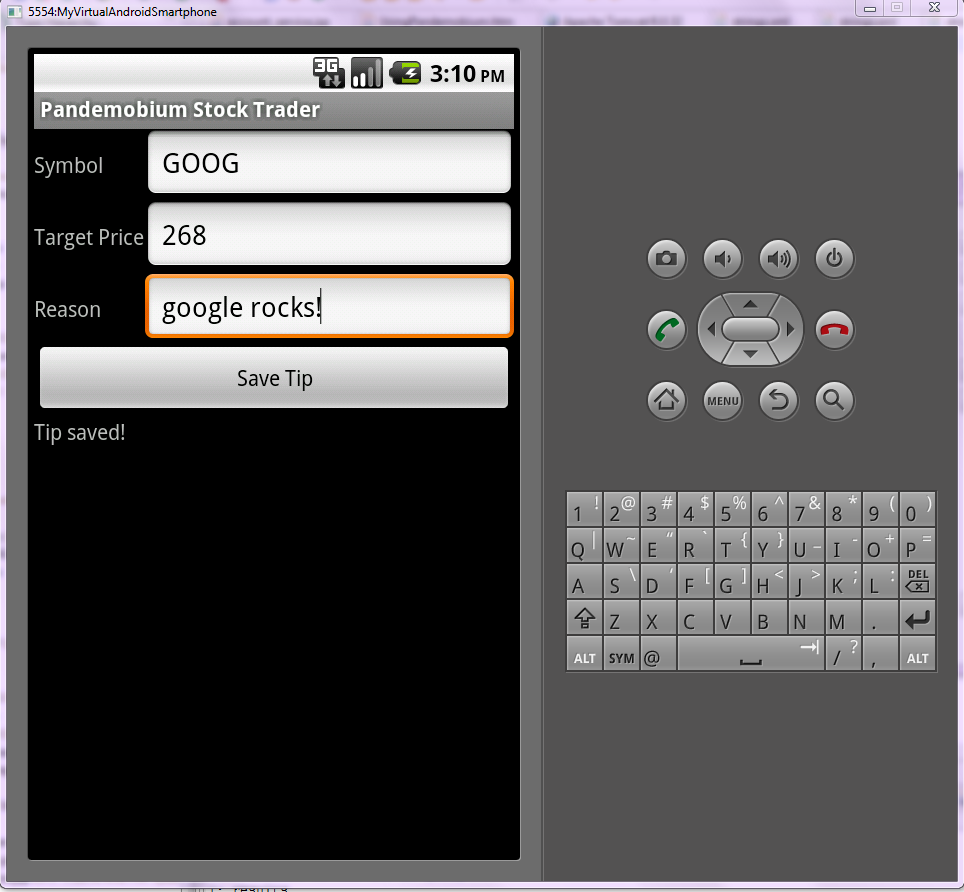 5554:MyVirtualAndroidSmartphone
3G 3:10 PM
Pandemobium Stock Trader
Symbol GOOG
Target Price 268
Reason google rocks!
Save Tip
Tip saved!
MENU
1 ! 2 @ 3 # 4 $ 5 % 6 ^ 7 & 8 * 9 ( 0 )
Q | W ~ E “ R ` T { Y } U _ I - O + P =
A S \ D ‘ F [ G ] H < J > K ; L : DEL
Z X C V B N M .
ALT SYM @ / ? , ALT